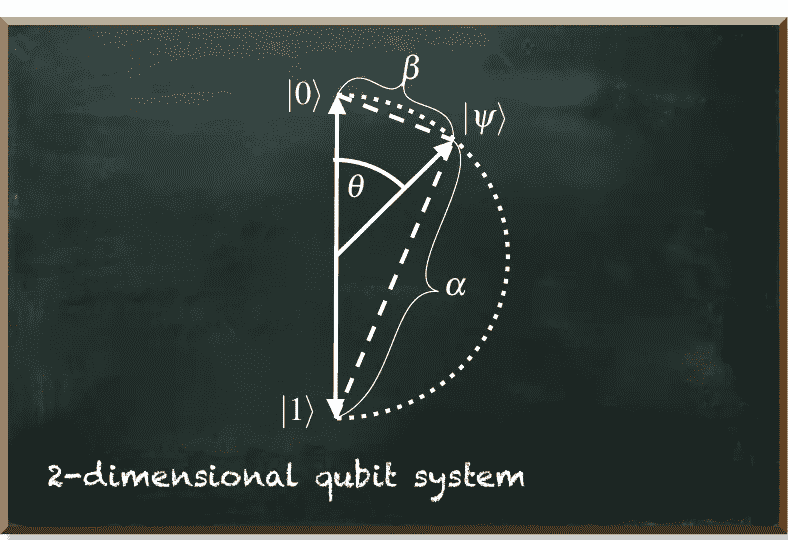 β
|0⟩
|ψ⟩
θ
α
|1⟩
2-dimensional qubit system